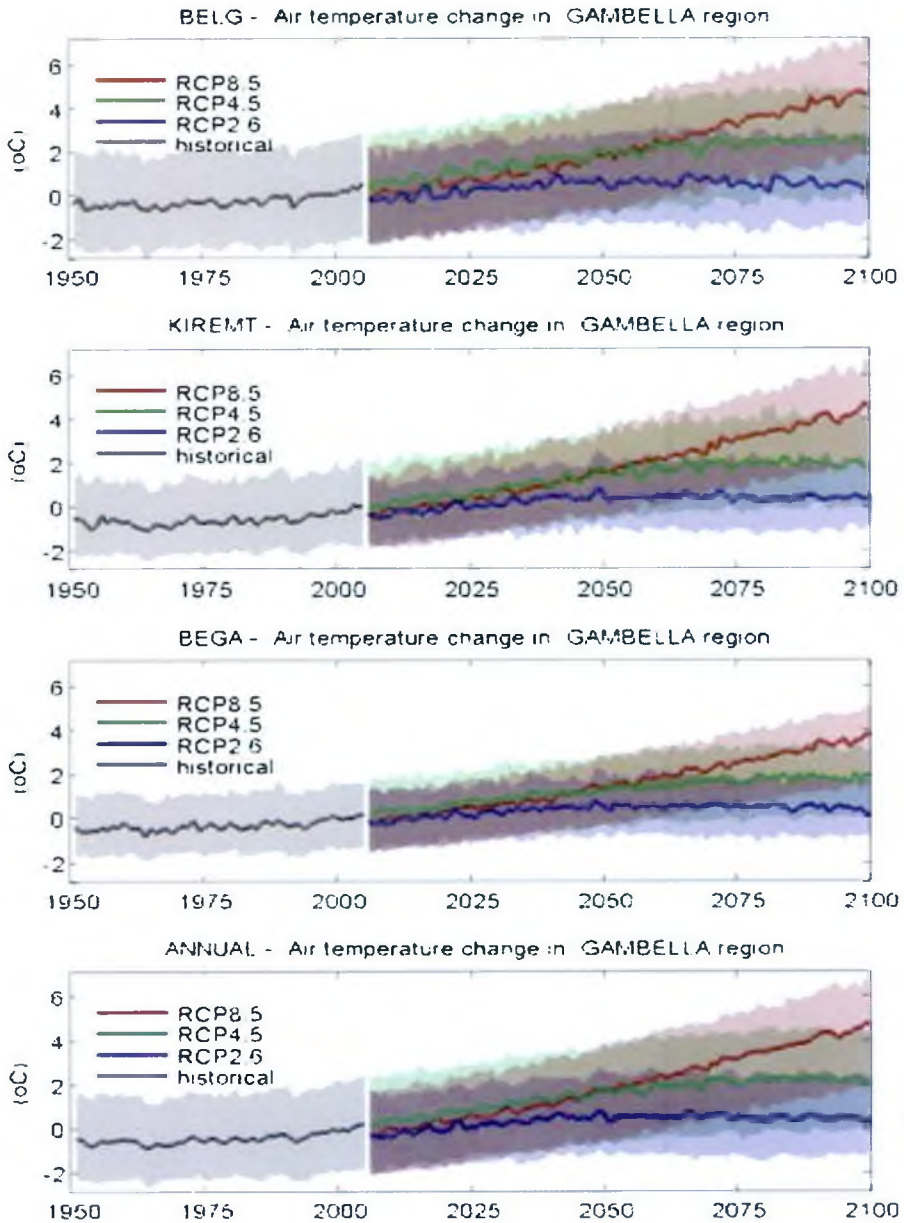 BELG - Air temperature change in GAMBELLA region
6
4
2
0
-2
(oC)
RCP8.5
RCP4.5
RCP2.6
historical
1950 1975 2000 2025 2050 2075 2100
KIREMT - Air temperature change in GAMBELLA region
6
4
2
0
-2
(oC)
RCP8.5
RCP4.5
RCP2.6
historical
1950 1975 2000 2025 2050 2075 2100
BEGA - Air temperature change in GAMBELLA region
6
4
2
0
-2
(oC)
RCP8.5
RCP4.5
RCP2.6
historical
1950 1975 2000 2025 2050 2075 2100
ANNUAL - Air temperature change in GAMBELLA region
6
4
2
0
-2
(oC)
RCP8.5
RCP4.5
RCP2.6
historical
1950 1975 2000 2025 2050 2075 2100